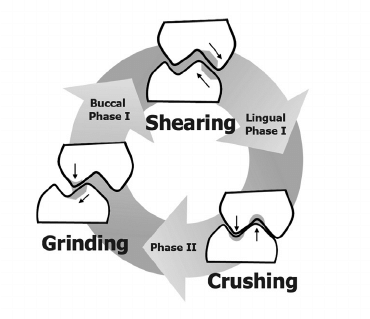 Buccal
Phase I
Shearing
Lingual
Phase I
Grinding
Phase II
Crushing